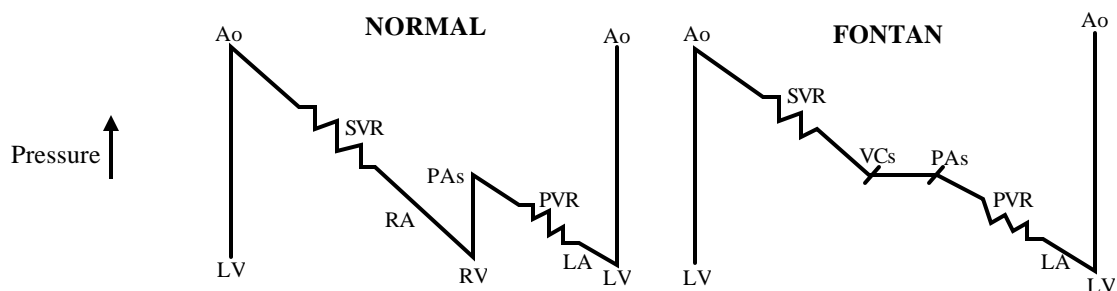 NORMAL
FONTAN
Ao
Ao
Ao
Ao
Pressure
SVR
PAs
RA
PVR
LV
RV
LA
LV
SVR
VCs
PAs
PVR
LV
LA
LV